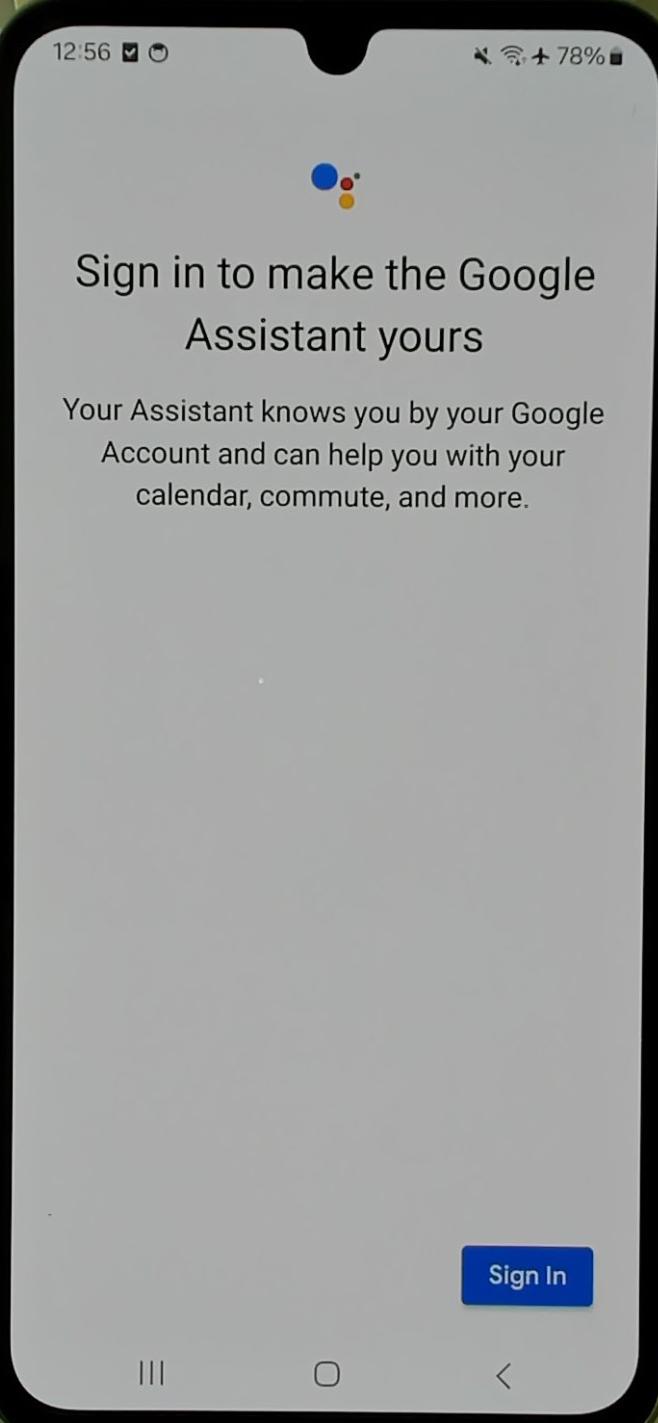 12:56 78%
Sign in to make the Google
Assistant yours
Your Assistant knows you by your Google
Account and can help you with your
calendar, commute, and more.
Sign In